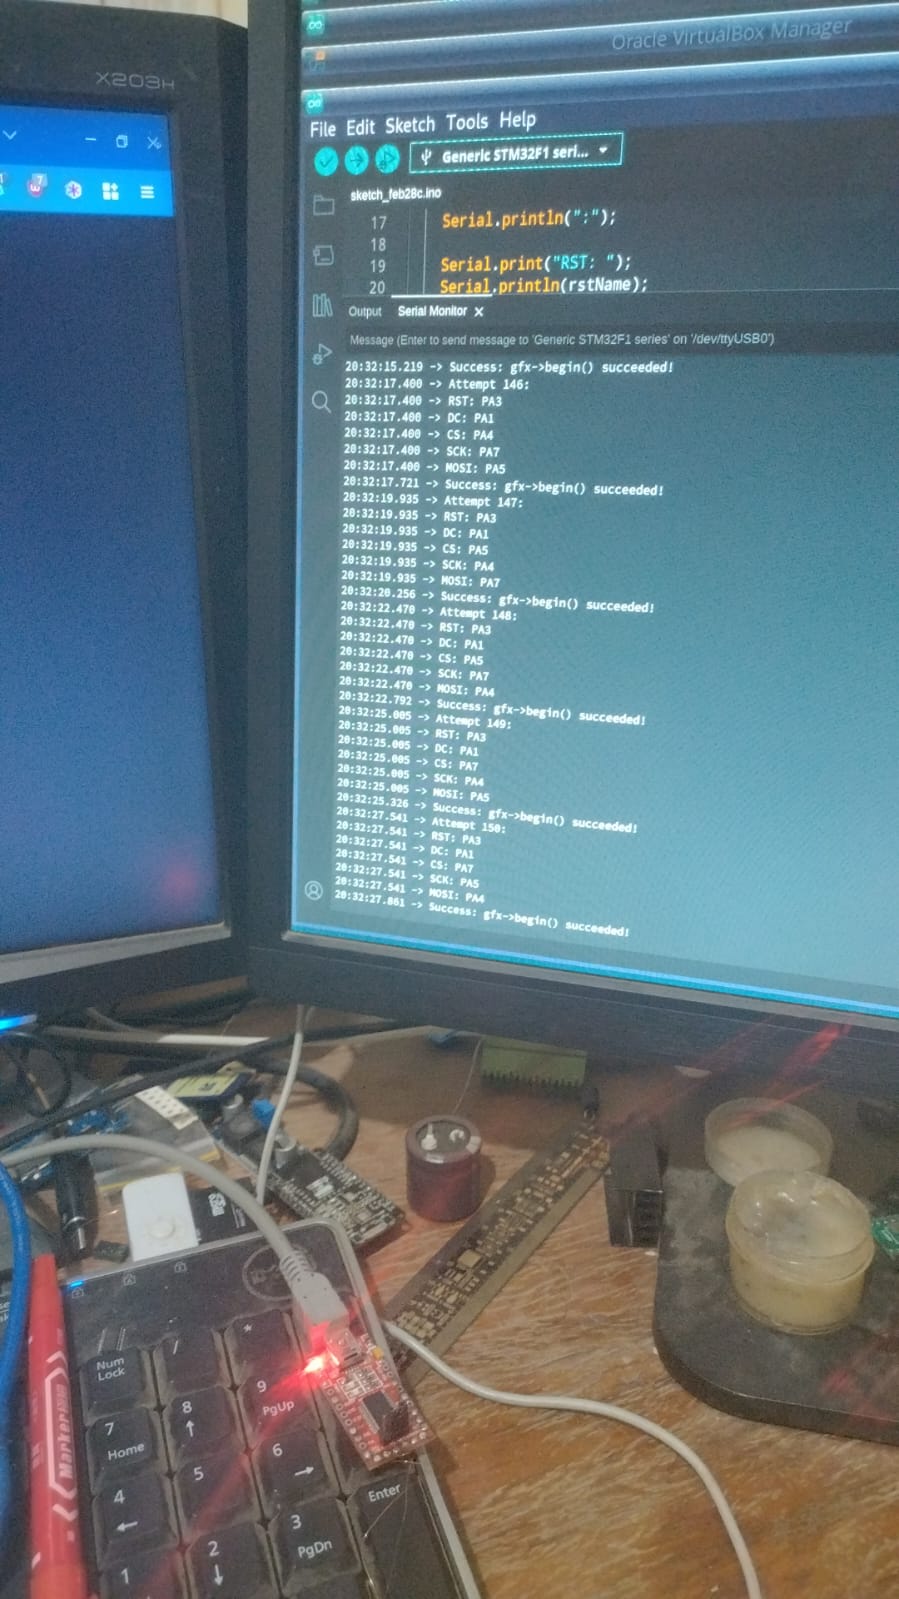 X203H
Oracle VirtualBox Manager
File Edit Sketch Tools Help
Generic STM32F1 seri...
sketch_feb28c.ino
17 Serial.println(":");
18
19 Serial.print("RST: ");
20 Serial.println(rstName);
Output Serial Monitor
Message (Enter to send message to 'Generic STM32F1 series' on '/dev/ttyUSB0')
20:32:15.219 -> Success: gfx->begin() succeeded!
20:32:17.400 -> Attempt 146:
20:32:17.400 -> RST: PA3
20:32:17.400 -> DC: PA1
20:32:17.400 -> CS: PA4
20:32:17.400 -> SCK: PA7
20:32:17.400 -> MOSI: PA5
20:32:17.721 -> Success: gfx->begin() succeeded!
20:32:19.935 -> Attempt 147:
20:32:19.935 -> RST: PA3
20:32:19.935 -> DC: PA1
20:32:19.935 -> CS: PA5
20:32:19.935 -> SCK: PA4
20:32:19.935 -> MOSI: PA7
20:32:20.256 -> Success: gfx->begin() succeeded!
20:32:22.470 -> Attempt 148:
20:32:22.470 -> RST: PA3
20:32:22.470 -> DC: PA1
20:32:22.470 -> CS: PA5
20:32:22.470 -> SCK: PA7
20:32:22.470 -> MOSI: PA4
20:32:22.792 -> Success: gfx->begin() succeeded!
20:32:25.005 -> Attempt 149:
20:32:25.005 -> RST: PA3
20:32:25.005 -> DC: PA1
20:32:25.005 -> CS: PA7
20:32:25.005 -> SCK: PA4
20:32:25.005 -> MOSI: PA5
20:32:25.326 -> Success: gfx->begin() succeeded!
20:32:27.541 -> Attempt 150:
20:32:27.541 -> RST: PA3
20:32:27.541 -> DC: PA1
20:32:27.541 -> CS: PA7
20:32:27.541 -> SCK: PA5
20:32:27.541 -> MOSI: PA4
20:32:27.861 -> Success: gfx->begin() succeeded!
Num Lock
/
*
7 Home
8
9 PgUp
4
5
6
Enter
1
2
3 PgDn
Marker